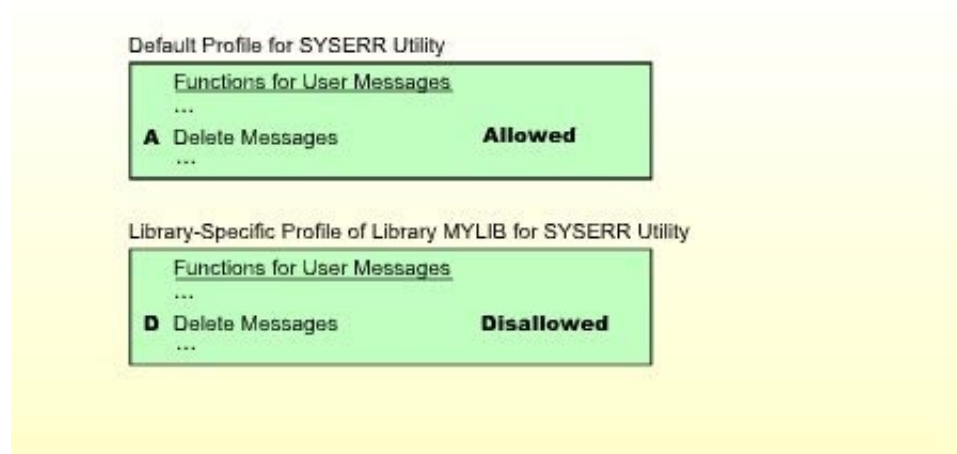 Default Profile for SYSERR Utility
Functions for User Messages
...
A Delete Messages Allowed
...
Library-Specific Profile of Library MYLIB for SYSERR Utility
Functions for User Messages
...
D Delete Messages Disallowed
...